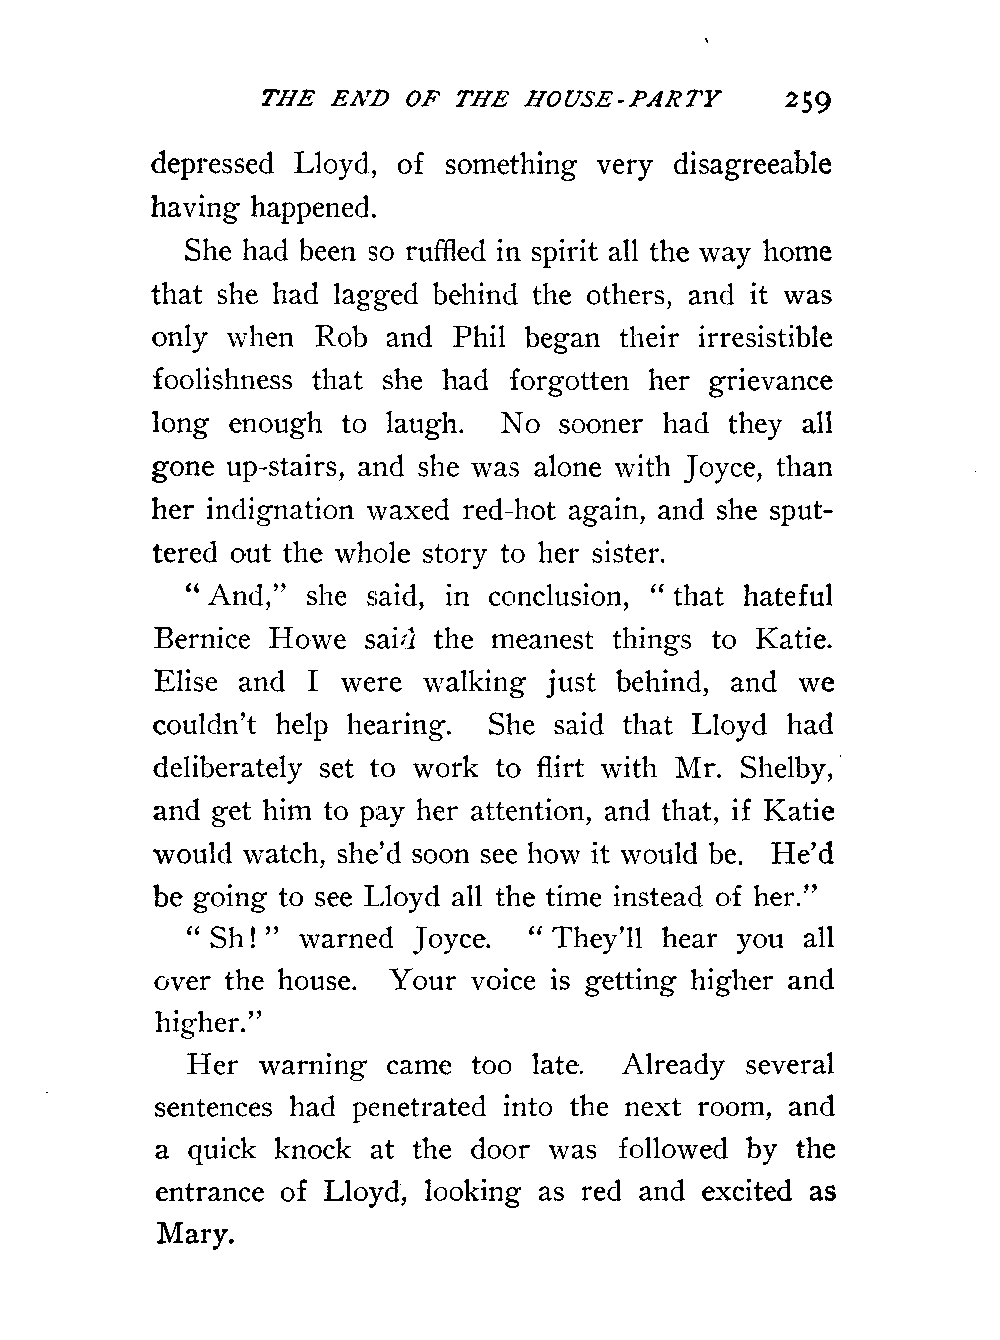 THE END OF THE HOUSE-PARTY 259
depressed Lloyd, of something very disagreeable
having happened.
She had been so ruffled in spirit all the way home
that she had lagged behind the others, and it was
only when Rob and Phil began their irresistible
foolishness that she had forgotten her grievance
long enough to laugh. No sooner had they all
gone up-stairs, and she was alone with Joyce, than
her indignation waxed red-hot again, and she sput-
tered out the whole story to her sister.
" And," she said, in conclusion, " that hateful
Bernice Howe said the meanest things to Katie.
Elise and I were walking just behind, and we
couldn't help hearing. She said that Lloyd had
deliberately set to work to flirt with Mr. Shelby,
and get him to pay her attention, and that, if Katie
would watch, she'd soon see how it would be. He'd
be going to see Lloyd all the time instead of her."
" Sh! " warned Joyce. " They'll hear you all
over the house. Your voice is getting higher and
higher."
Her warning came too late. Already several
sentences had penetrated into the next room, and
a quick knock at the door was followed by the
entrance of Lloyd, looking as red and excited as
Mary.